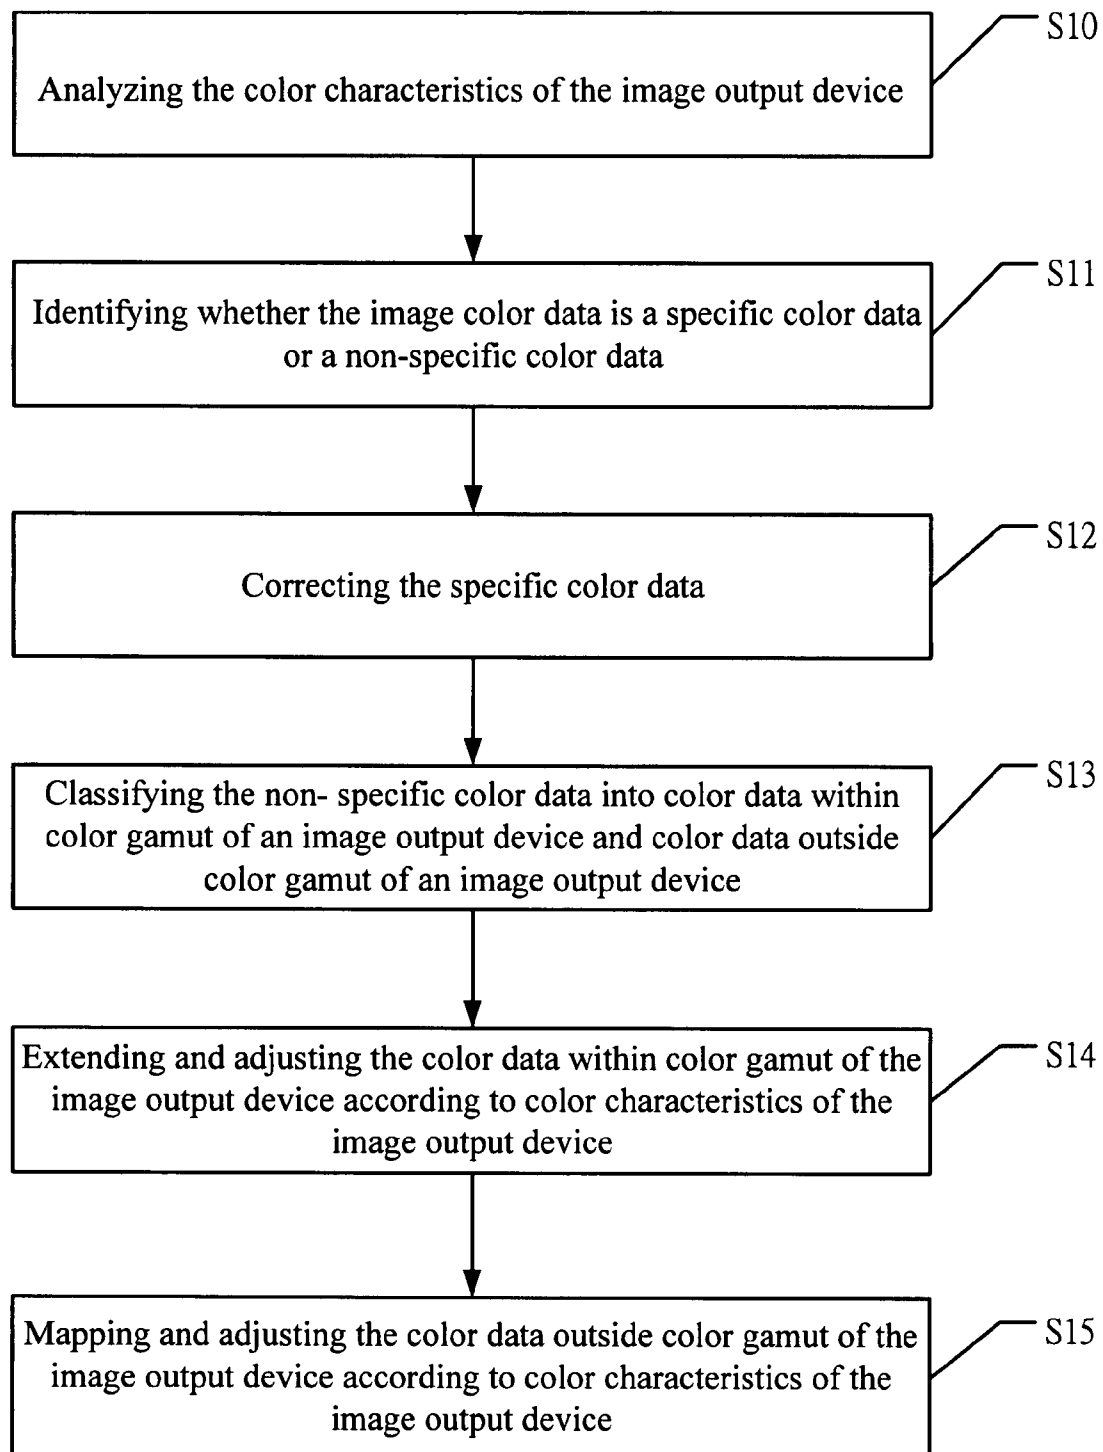 S10
Analyzing the color characteristics of the image output device
S11
Identifying whether the image color data is a specific color data
or a non-specific color data
S12
Correcting the specific color data
S13
Classifying the non- specific color data into color data within
color gamut of an image output device and color data outside
color gamut of an image output device
S14
Extending and adjusting the color data within color gamut of the
image output device according to color characteristics of the
image output device
S15
Mapping and adjusting the color data outside color gamut of the
image output device according to color characteristics of the
image output device